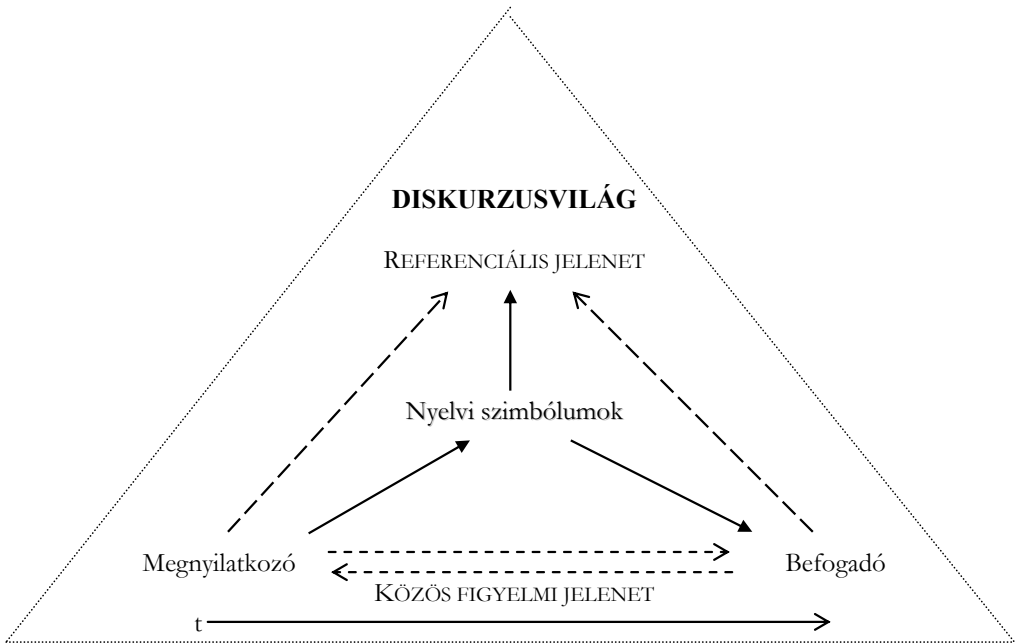 DISKURZUSVILÁG
REFERENCIÁLIS JELENET
Nyelvi szimbólumok
Megnyilatkozó
Befogadó
KÖZÖS FIGYELMI JELENET
t